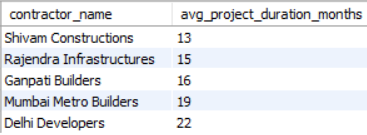 contractor_name avg_project_duration_months
Shivam Constructions 13
Rajendra Infrastructures 15
Ganpati Builders 16
Mumbai Metro Builders 19
Delhi Developers 22